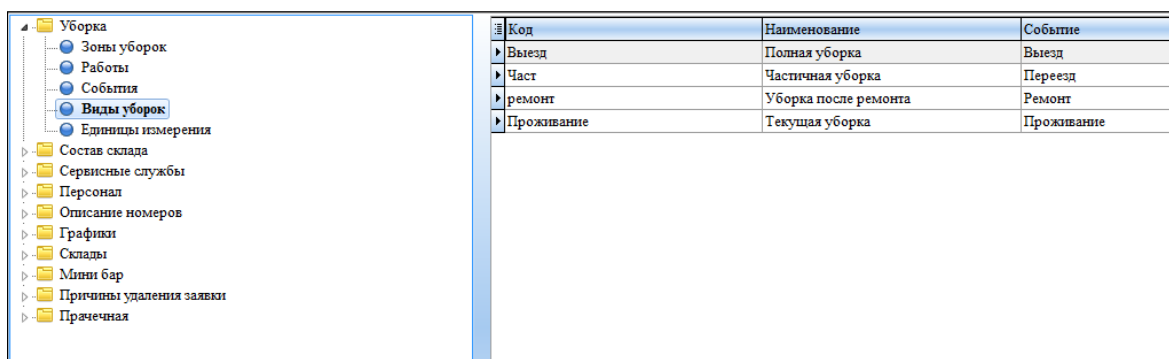 Уборка
Зоны уборок
Работы
События
Виды уборок
Единицы измерения
Состав склада
Сервисные службы
Персонал
Описание номеров
Графики
Склады
Мини бар
Причины удаления заявки
Прачечная
Код Наименование Событие
Выезд Полная уборка Выезд
Част Частичная уборка Переезд
ремонт Уборка после ремонта Ремонт
Проживание Текущая уборка Проживание